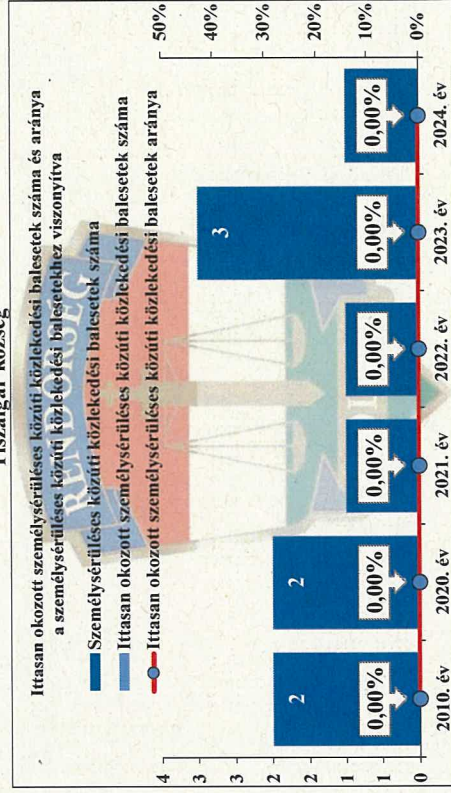 Ittasan okozott személysérüléses közúti közlekedési balesetek száma és aránya
a személysérüléses közúti közlekedési balesetekhez viszonyítva
Személysérüléses közúti közlekedési balesetek száma
Ittasan okozott személysérüléses közúti közlekedési balesetek száma
Ittasan okozott személysérüléses közúti közlekedési balesetek aránya
RENDŐRSÉG
4
3
3
2
2
1
1
0
50%
40%
30%
20%
10%
0%
2
2
3
0,00%
0,00%
0,00%
0,00%
0,00%
0,00%
2010. év
2020. év
2021. év
2022. év
2023. év
2024. év